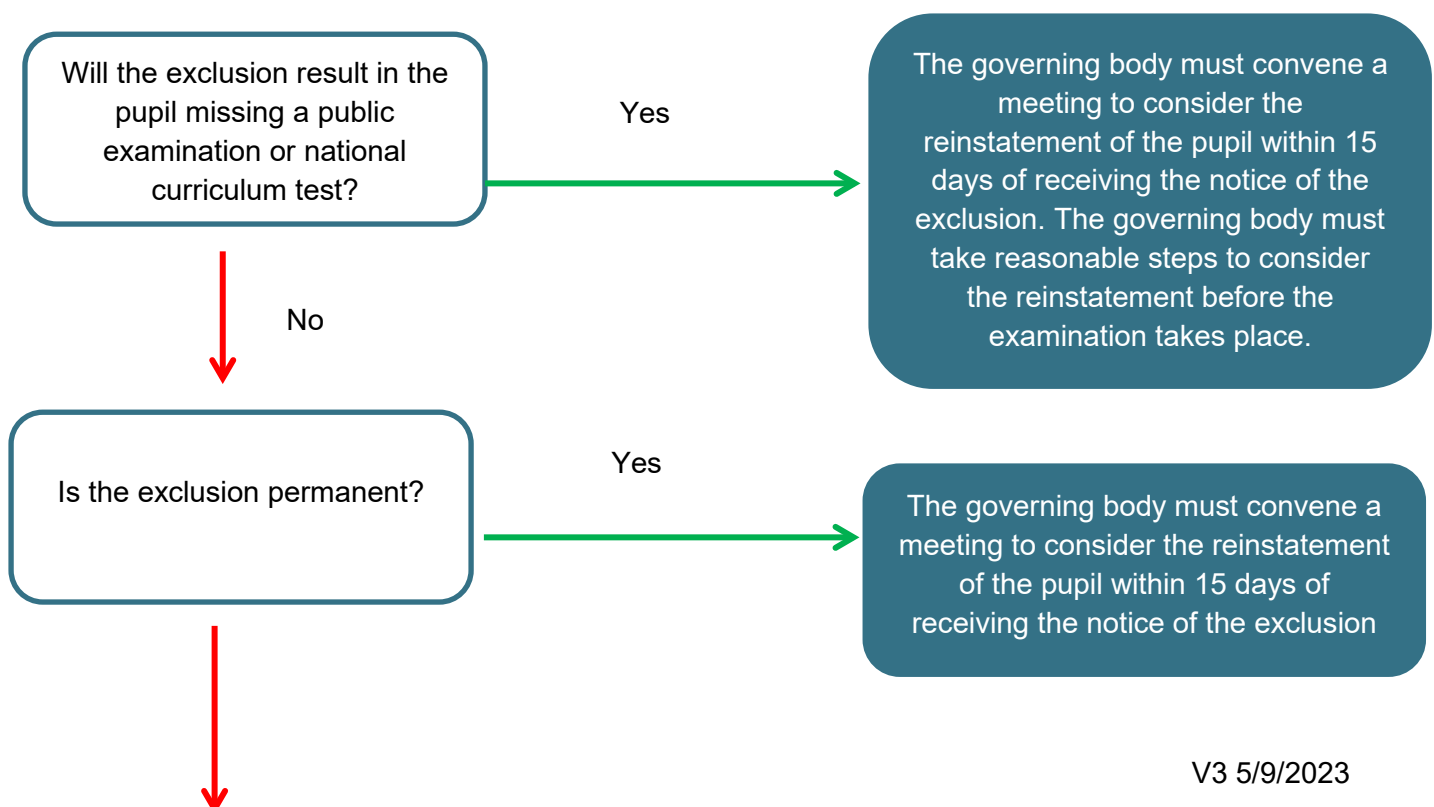 Will the exclusion result in the
pupil missing a public
examination or national
curriculum test?
Yes
The governing body must convene a
meeting to consider the
reinstatement of the pupil within 15
days of receiving the notice of the
exclusion. The governing body must
take reasonable steps to consider
the reinstatement before the
examination takes place.
No
Is the exclusion permanent?
Yes
The governing body must convene a
meeting to consider the reinstatement
of the pupil within 15 days of
receiving the notice of the exclusion
V3 5/9/2023